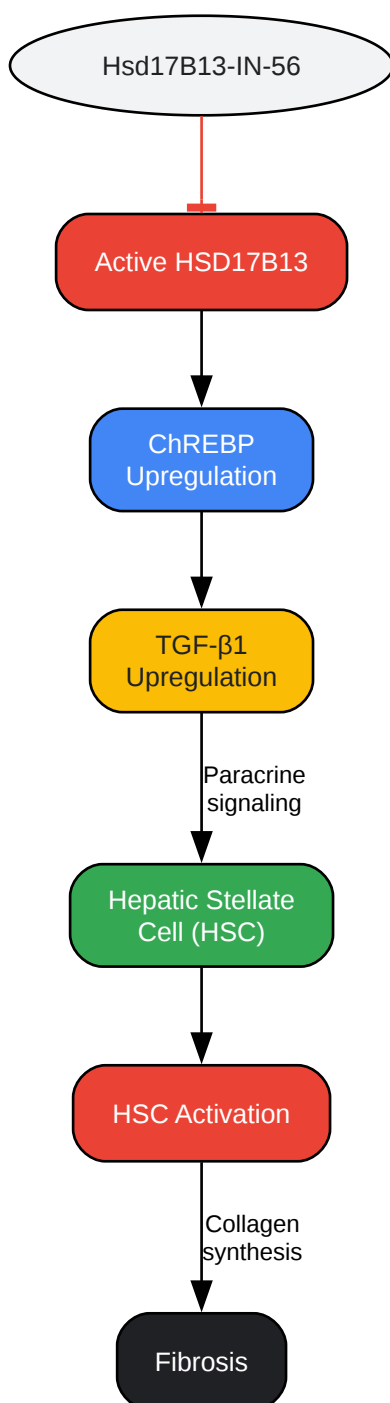 Hsd17B13-IN-56
Active HSD17B13
ChREBP
Upregulation
TGF-β1
Upregulation
Paracrine
signaling
Hepatic Stellate
Cell (HSC)
HSC Activation
Collagen
synthesis
Fibrosis